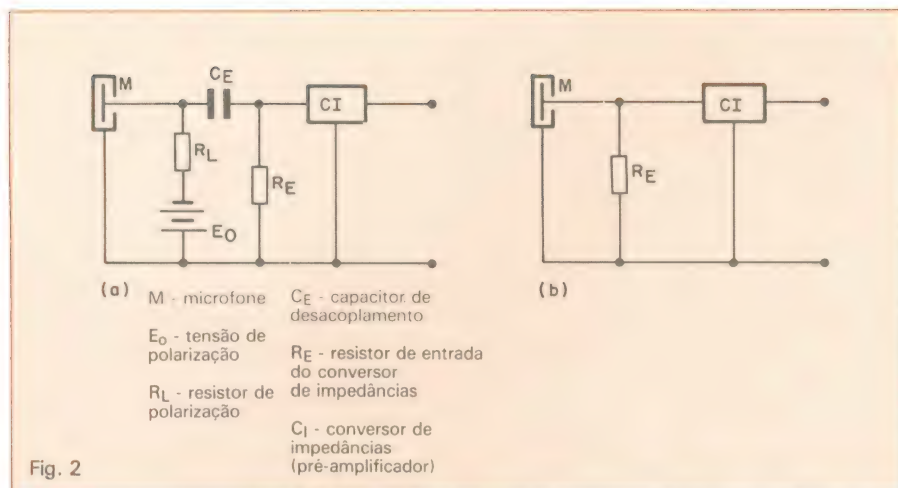 M
CE
CI
RL
RE
E0
(a)
M
CI
RE
(b)
M - microfone
Eo - tensão de
polarização
RL - resistor de
polarização
CE - capacitor de
desacoplamento
RE - resistor de entrada
do conversor
de impedâncias
CI - conversor de
impedâncias
(pré-amplificador)
Fig. 2